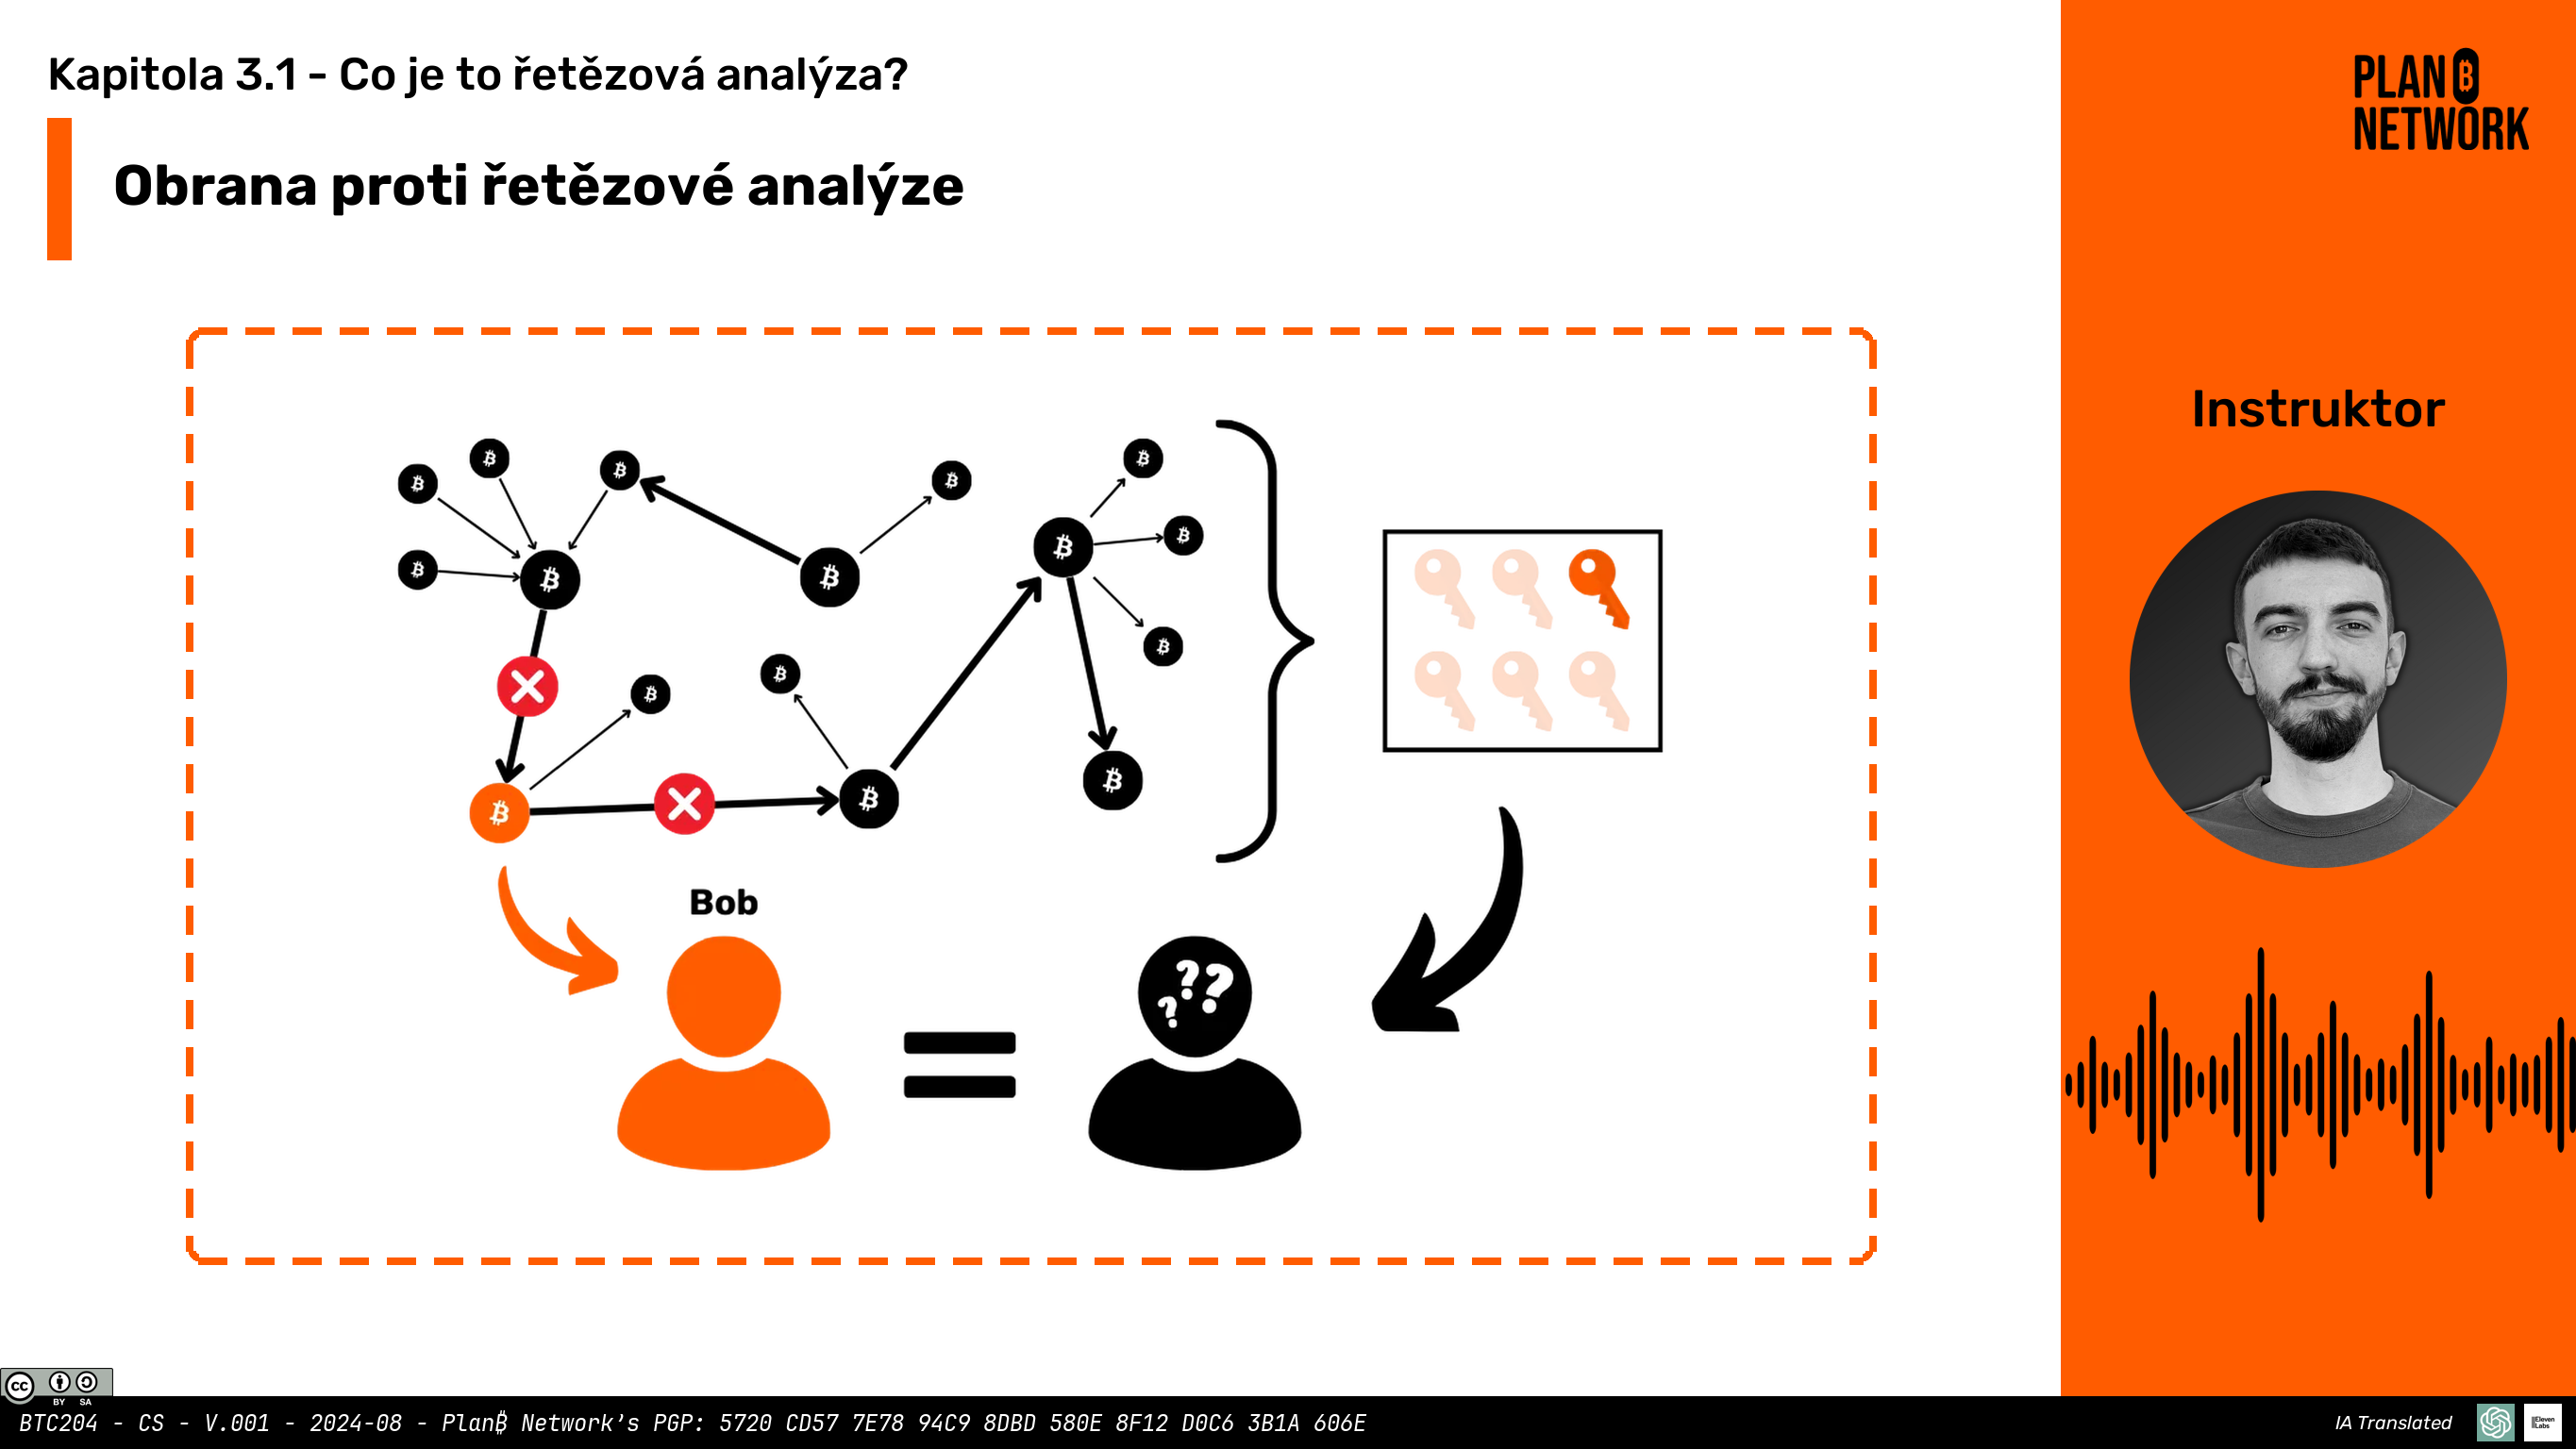 Kapitola 3.1 - Co je to řetězová analýza?
PLAN ₿
NETWORK
Obrana proti řetězové analýze
Instruktor
Bob
? ? ?
cc BY SA
BTC204 - CS - V.001 - 2024-08 - Plan₿ Network's PGP: 5720 CD57 7E78 94C9 8DBD 580E 8F12 D0C6 3B1A 606E
IA Translated
IIElevenLabs